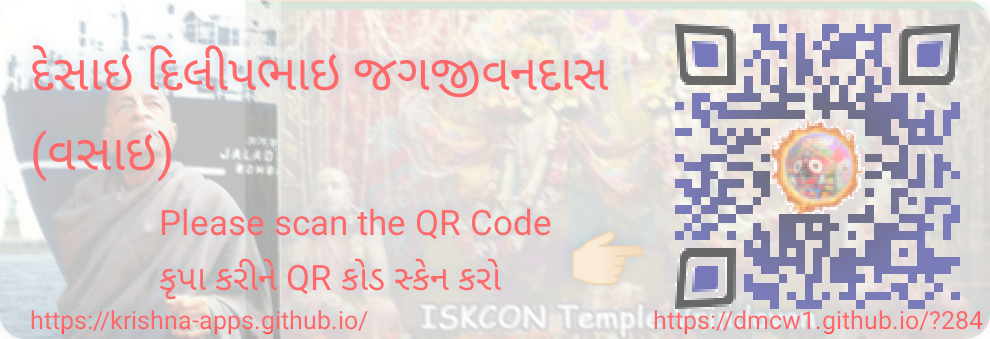 દેસાઇ દિલીપભાઇ જગજીવનદાસ
(વસાઇ)
JALAD
Please scan the QR Code
કૃપા કરીને QR કોડ સ્કેન કરો
ISKCON Temple
https://krishna-apps.github.io/
https://dmcw1.github.io/?284